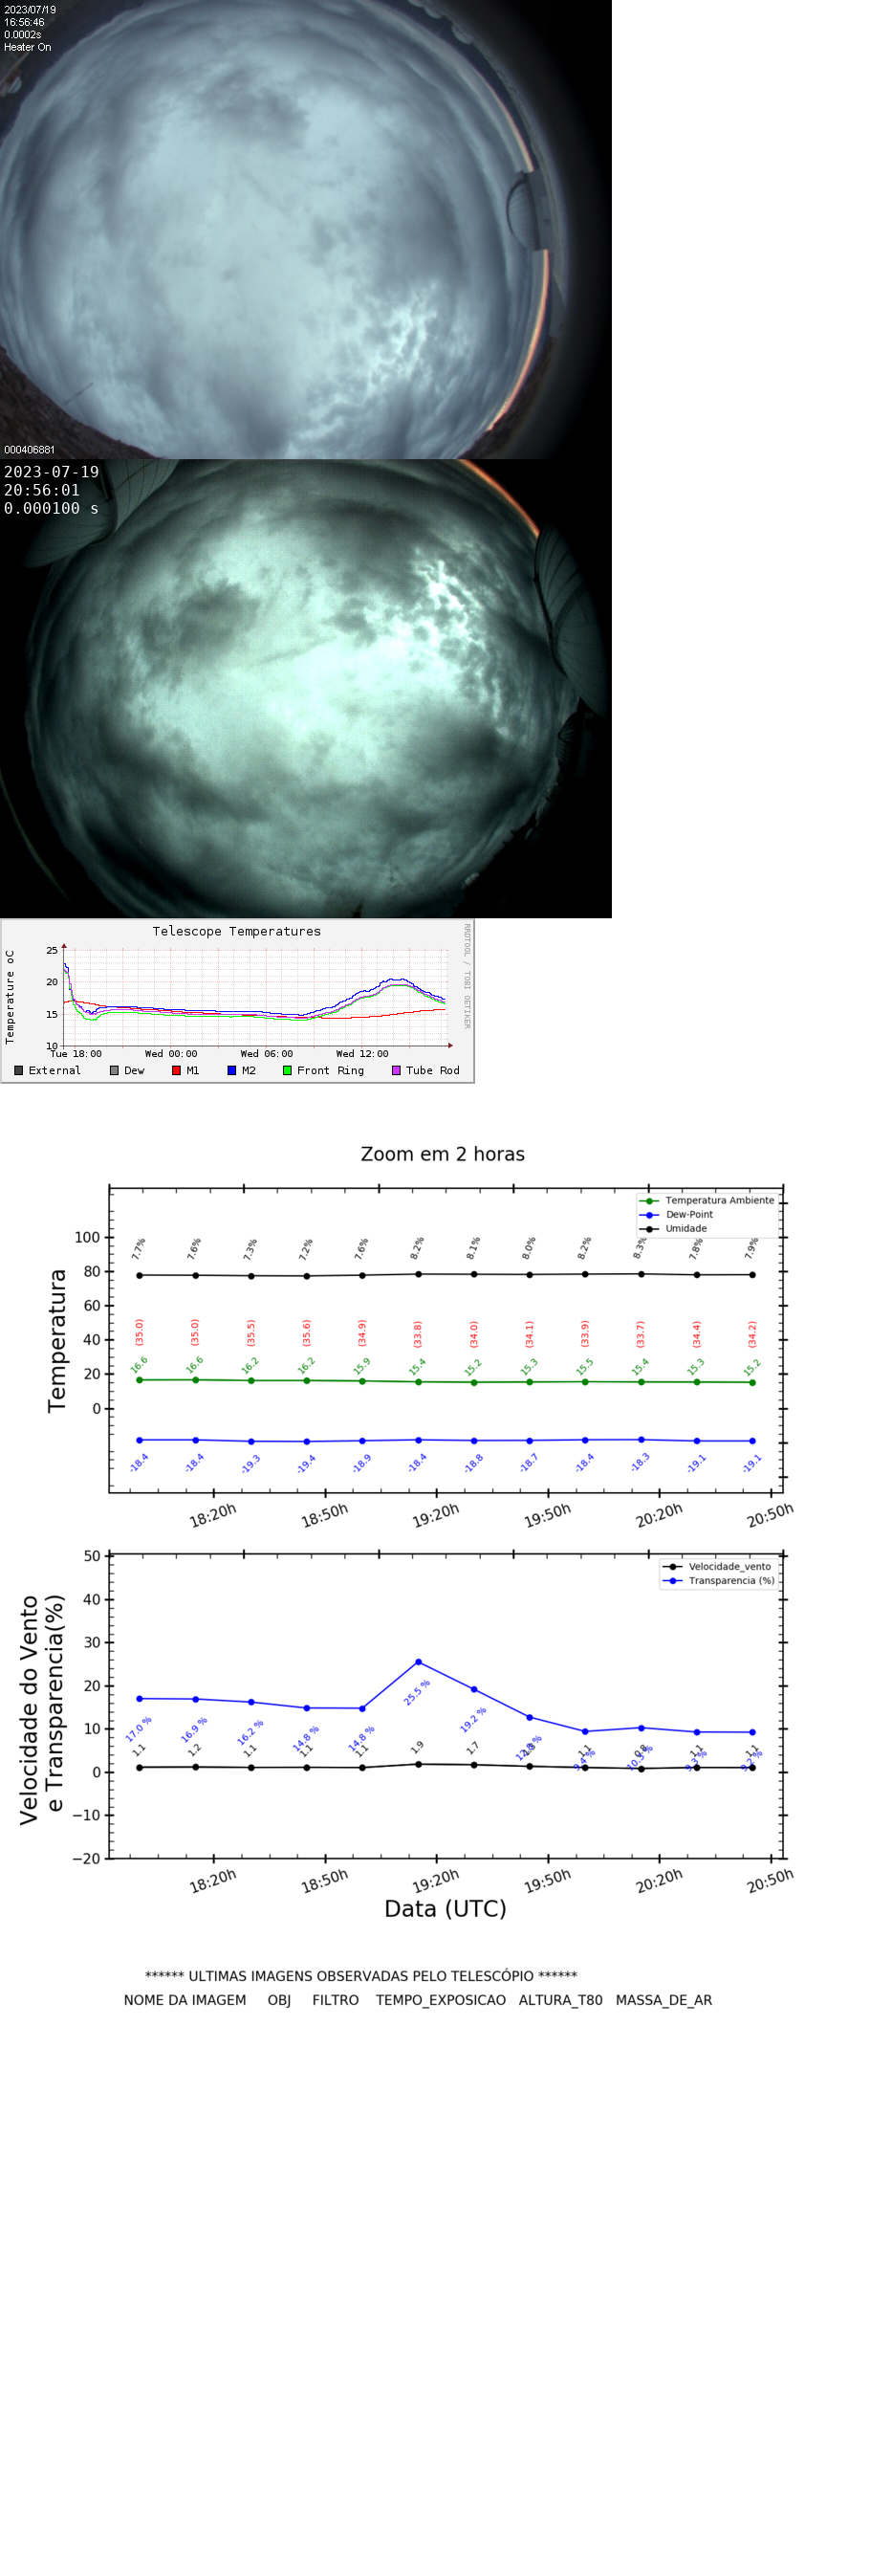 2023/07/19
16:56:46
0.0002s
Heater On
000406881
2023-07-19
20:56:01
0.000100 s
Telescope Temperatures
RRDTOOL / TOBI OETIKER
Temperature oC
25
20
15
10
Tue 18:00 Wed 00:00 Wed 06:00 Wed 12:00
External Dew M1 M2 Front Ring Tube Rod
Zoom em 2 horas
Temperatura Ambiente
Dew-Point
Umidade
Temperatura
100
80
60
40
20
0
7.7% 7.6% 7.3% 7.2% 7.6% 8.2% 8.1% 8.0% 8.2% 8.3% 7.8% 7.9%
(35.0) (35.0) (35.5) (35.6) (34.9) (33.8) (34.0) (34.1) (33.9) (33.7) (34.4) (34.2)
16.6 16.6 16.2 16.2 15.9 15.4 15.2 15.3 15.5 15.4 15.3 15.2
-18.4 -18.4 -19.3 -19.4 -18.9 -18.4 -18.8 -18.7 -18.4 -18.3 -19.1 -19.1
18:20h 18:50h 19:20h 19:50h 20:20h 20:50h
Velocidade_vento
Transparencia (%)
Velocidade do Vento
e Transparencia(%)
50
40
30
20
10
0
−10
−20
17.0 % 16.9 % 16.2 % 14.8 % 14.8 % 25.5 % 19.2 %
1.1 1.2 1.1 1.1 1.1 1.9 1.7 1.1 1.1 1.1
18:20h 18:50h 19:20h 19:50h 20:20h 20:50h
Data (UTC)
****** ULTIMAS IMAGENS OBSERVADAS PELO TELESCÓPIO ******
NOME DA IMAGEM OBJ FILTRO TEMPO_EXPOSICAO ALTURA_T80 MASSA_DE_AR